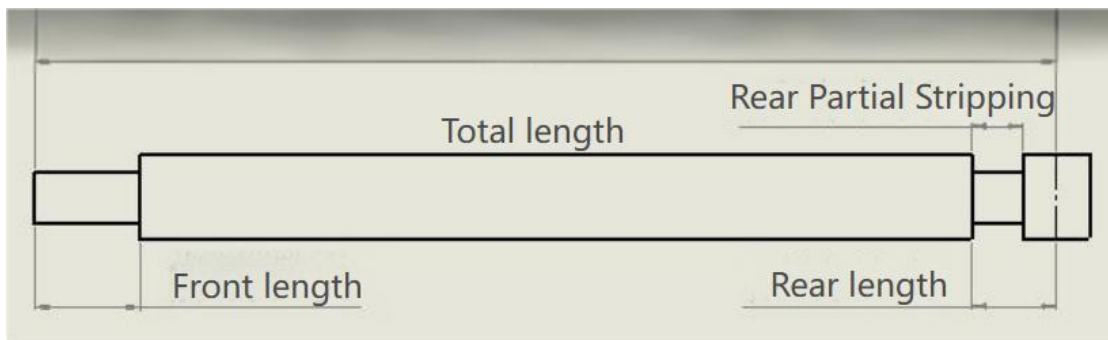 Rear Partial Stripping
Total length
Front length
Rear length